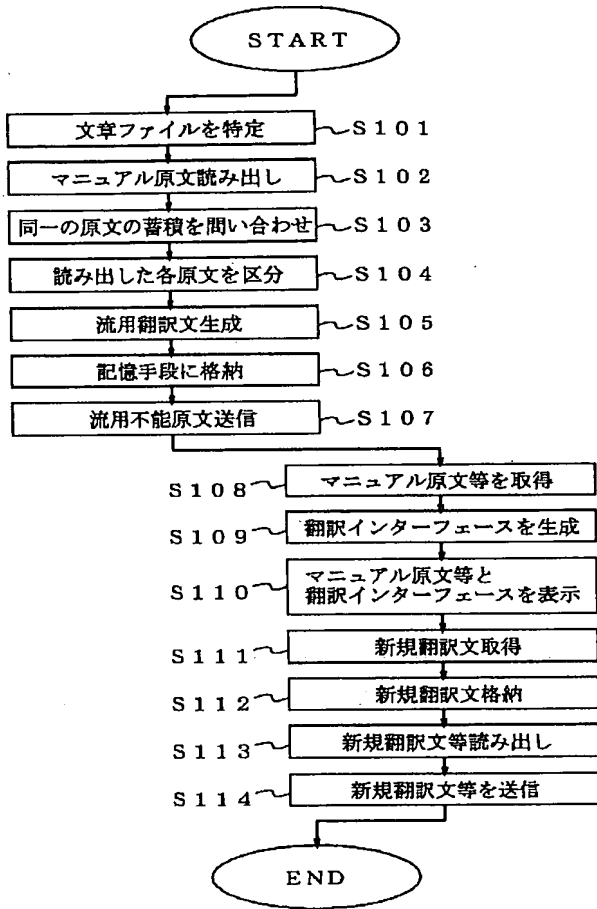 START
文章ファイルを特定 S101
マニュアル原文読み出し S102
同一の原文の蓄積を問い合わせ S103
読み出した各原文を区分 S104
流用翻訳文生成 S105
記憶手段に格納 S106
流用不能原文送信 S107
S108 マニュアル原文等を取得
S109 翻訳インターフェースを生成
S110 マニュアル原文等と
翻訳インターフェースを表示
S111 新規翻訳文取得
S112 新規翻訳文格納
S113 新規翻訳文等読み出し
S114 新規翻訳文等を送信
END